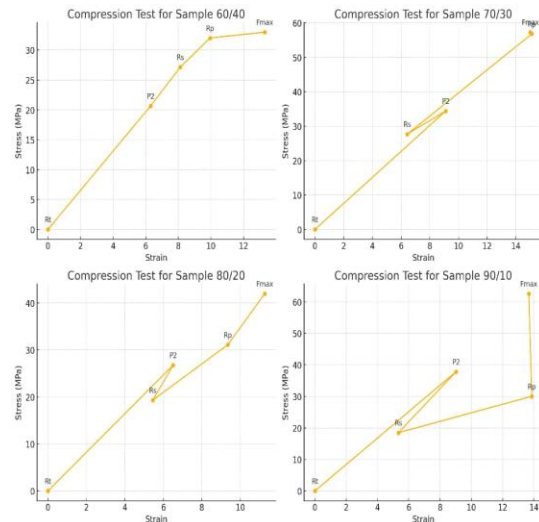 Compression Test for Sample 60/40
Stress (MPa)
30
25
20
15
10
5
0
Rt
P2
Rs
Rp
Fmax
0 2 4 6 8 10 12
Strain
Compression Test for Sample 70/30
Stress (MPa)
60
50
40
30
20
10
0
Rt
Rs
P2
Fmax
0 2 4 6 8 10 12 14
Strain
Compression Test for Sample 80/20
Stress (MPa)
40
30
20
10
0
Rt
Rs
P2
Rp
Fmax
0 2 4 6 8 10
Strain
Compression Test for Sample 90/10
Stress (MPa)
60
50
40
30
20
10
0
Rt
Rs
P2
Rp
Fmax
0 2 4 6 8 10 12 14
Strain